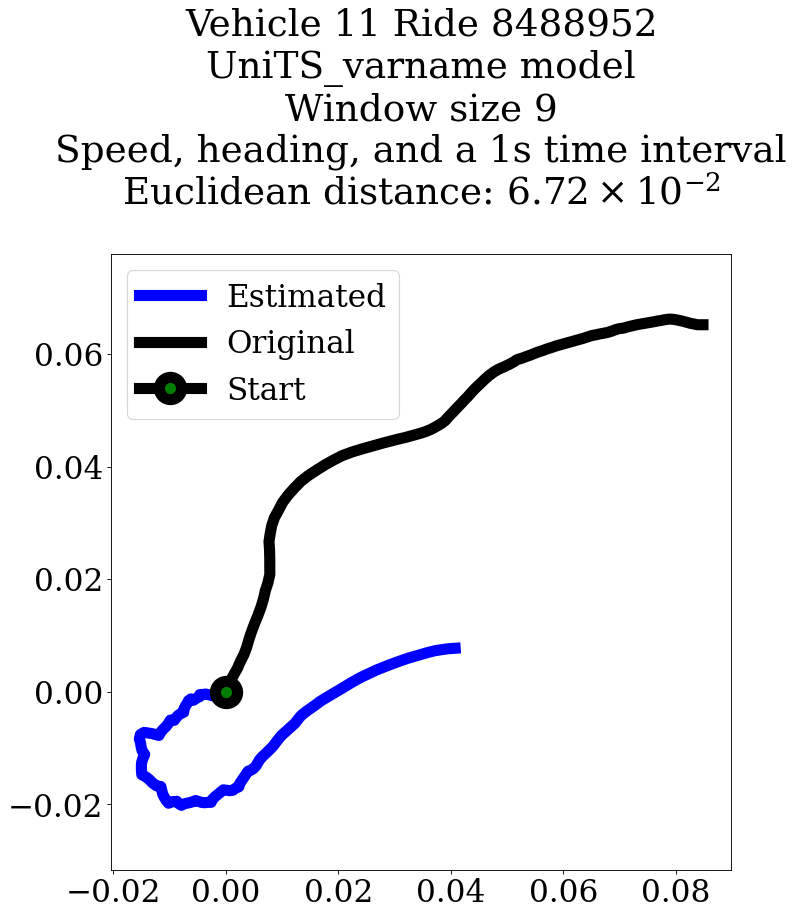 Vehicle 11 Ride 8488952
UniTS_varname model
Window size 9
Speed, heading, and a 1s time interval
Euclidean distance: 6.72 × 10⁻²
Estimated
Original
Start
0.06
0.04
0.02
0.00
−0.02
−0.02 0.00 0.02 0.04 0.06 0.08